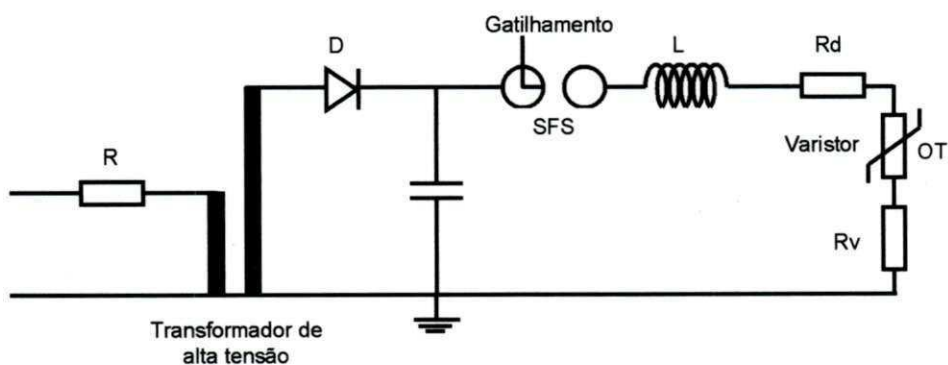 Gatilhamento
D
L
Rd
SFS
Varistor
OT
R
Rv
Transformador de
alta tensão